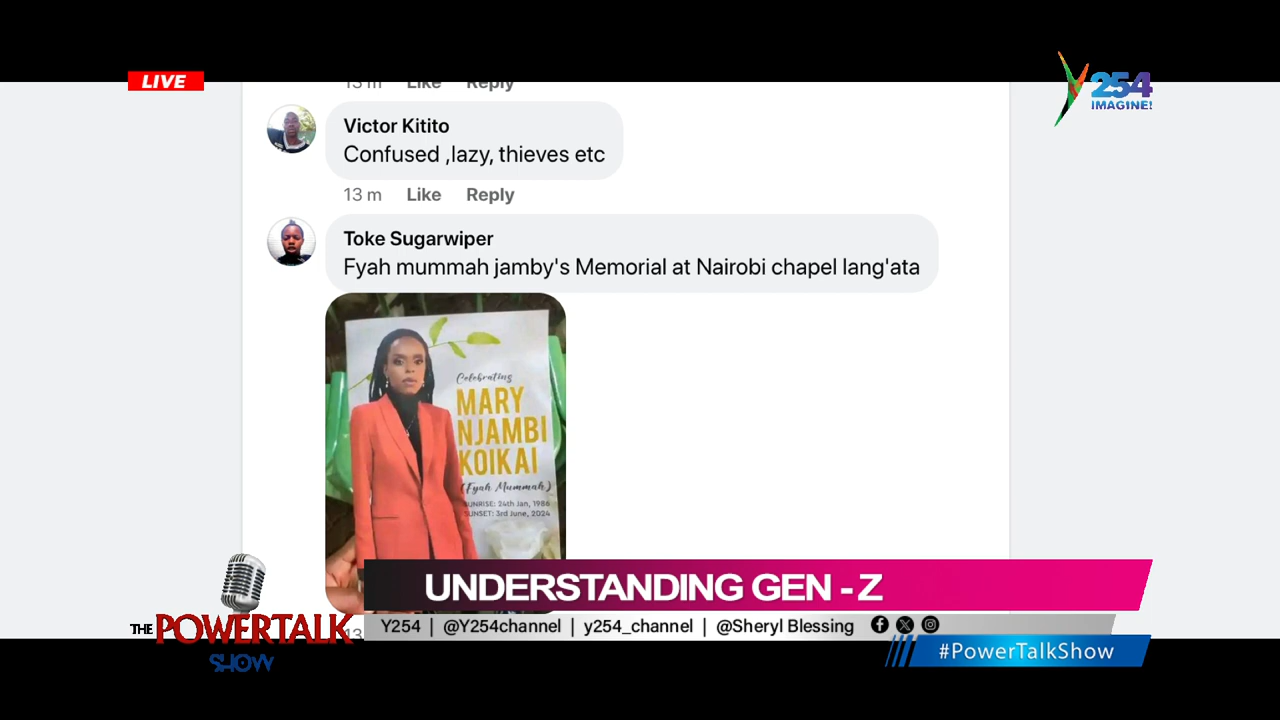 LIVE
254
IMAGINE!
Like Reply
Victor Kitito
Confused ,lazy, thieves etc
13 m Like Reply
Toke Sugarwiper
Fyah mummah jamby's Memorial at Nairobi chapel lang'ata
Celebrating
MARY
NJAMBI
KOIKAI
(Fyah Mummah)
SUNRISE: 24th Jan, 1986
SUNSET: 3rd June, 2024
UNDERSTANDING GEN - Z
THE POWERTALK
SHOW
13
Y254 | @Y254channel | y254_channel | @Sheryl Blessing
#PowerTalkShow